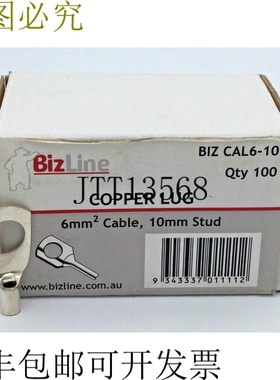 图必究
BizLine
BIZ CAL6-10
Qty 100
JTT13568
COPPER LUG
6mm² Cable, 10mm Stud
www.bizline.com.au
9 343337 011112
丰包邮可开发票